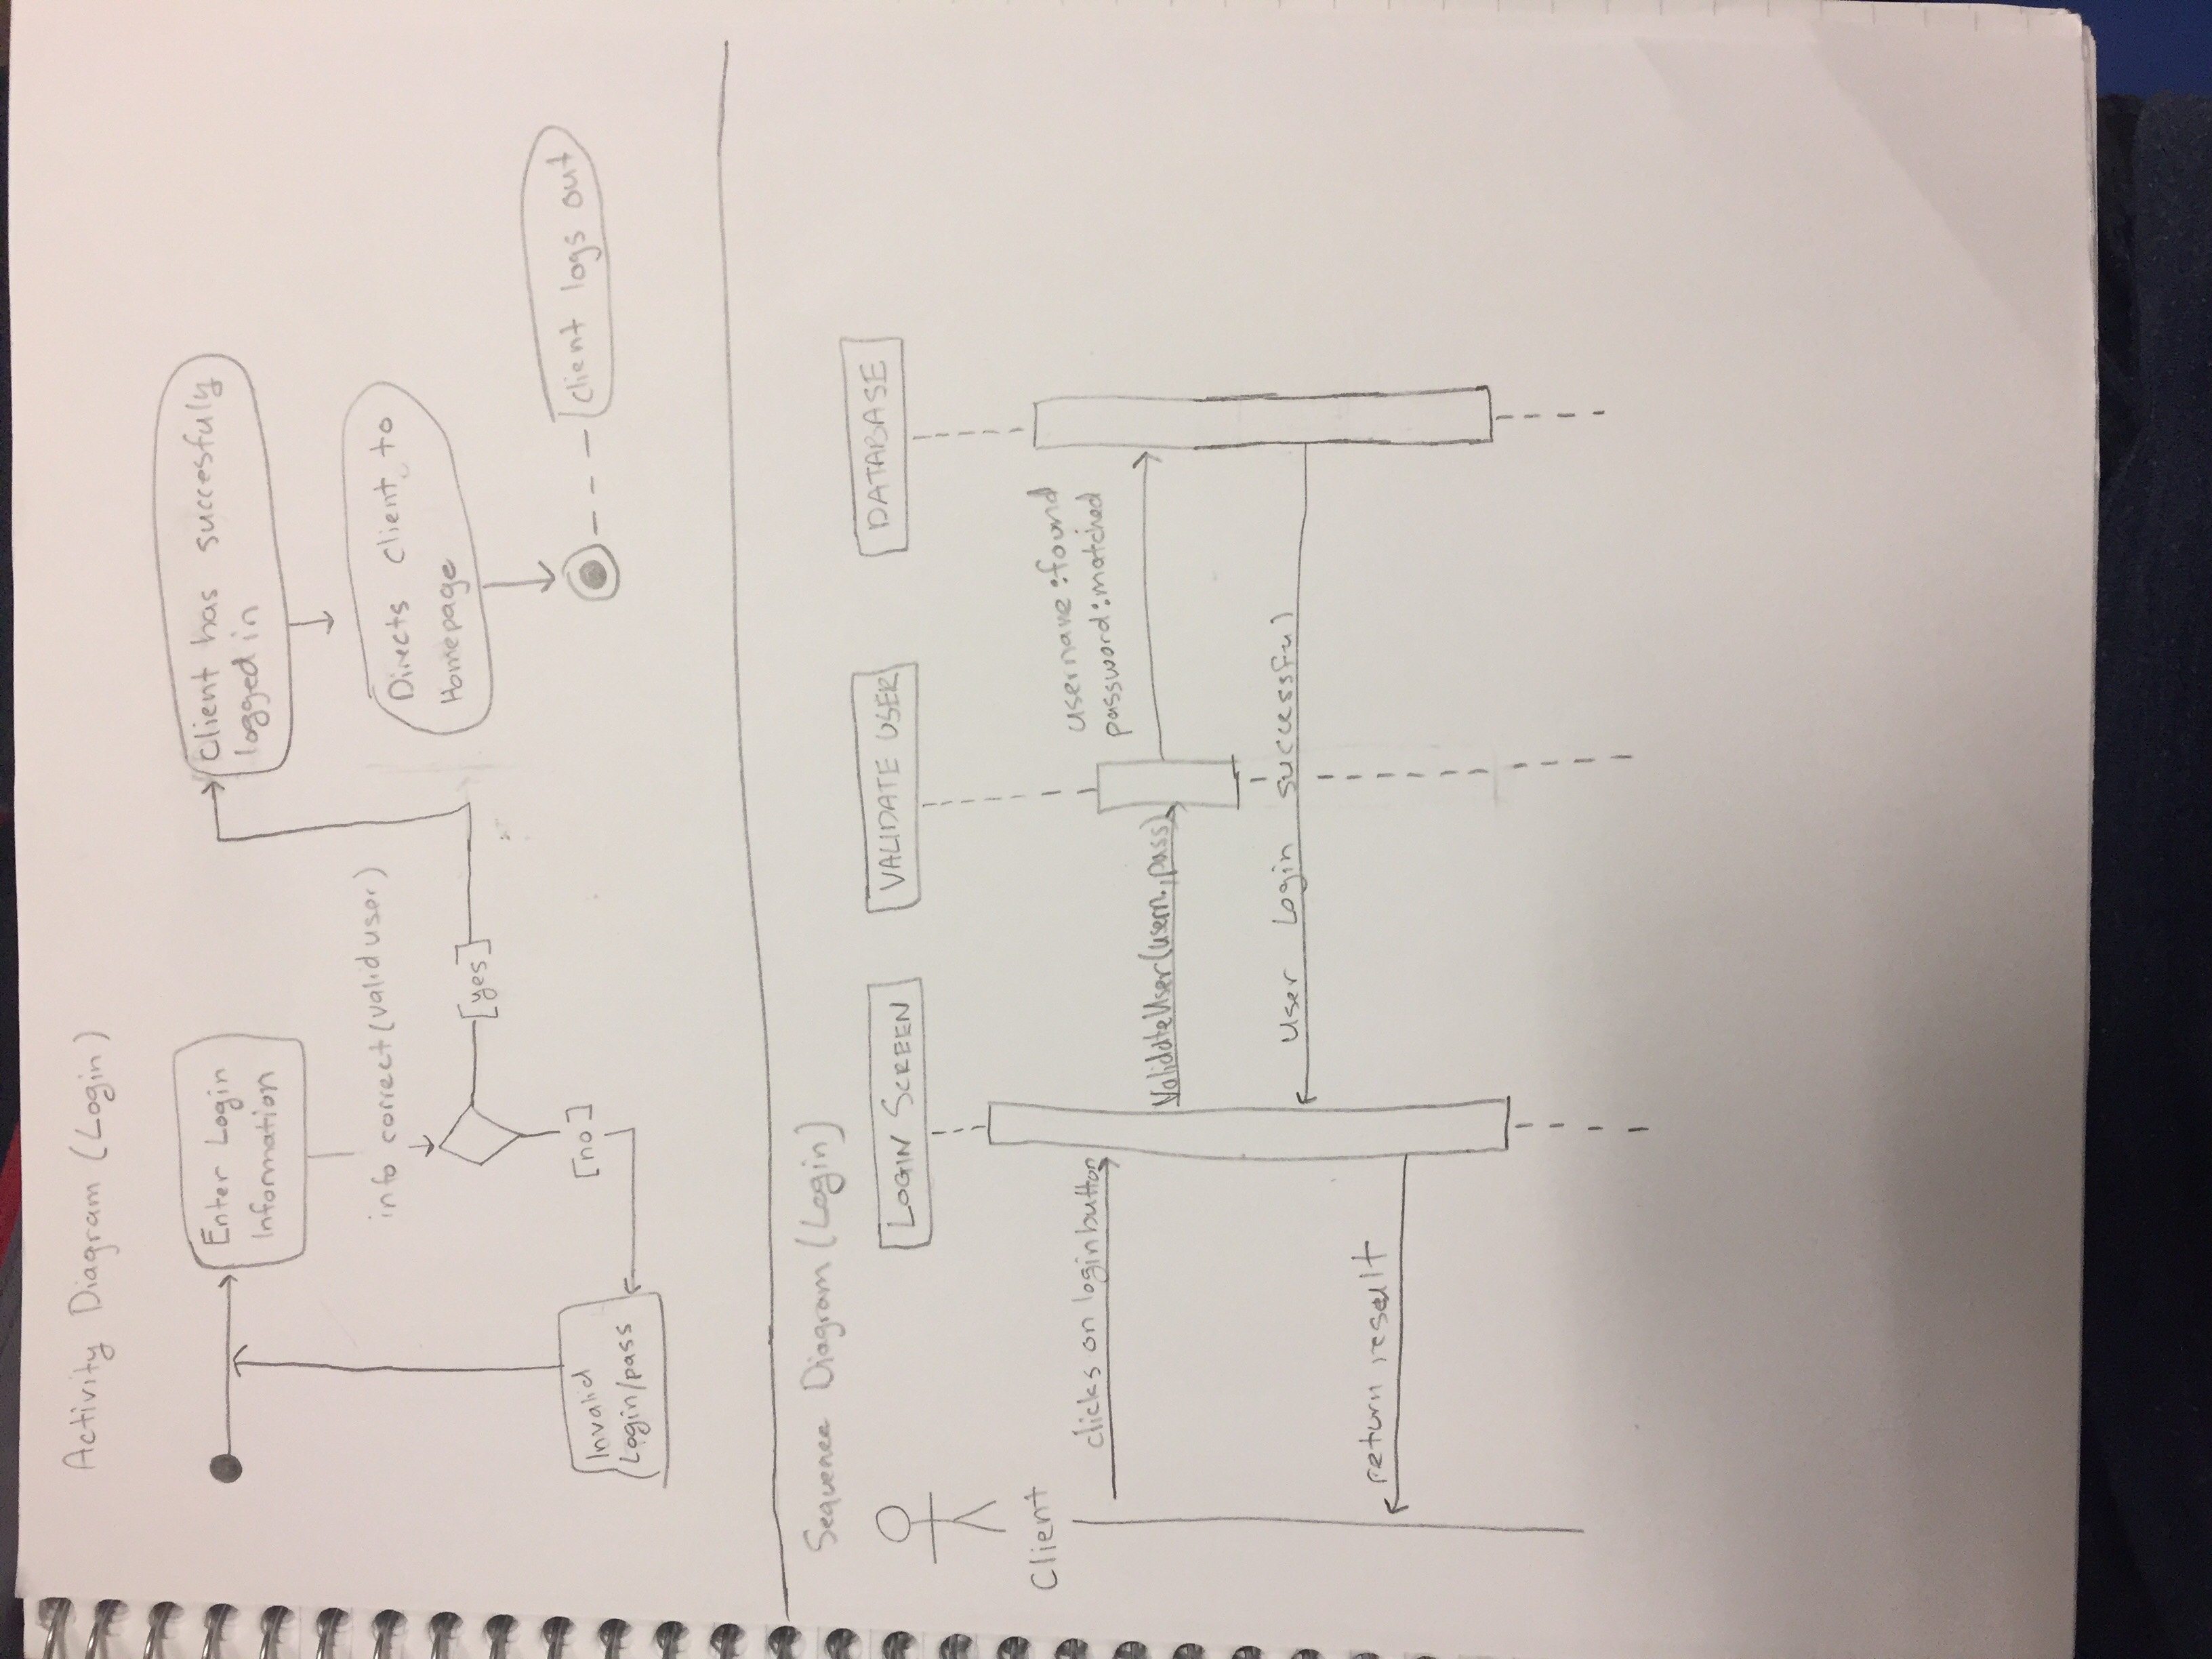 Activity Diagram (Login)
Enter Login
Information
Client has succesfuly
logged in
info correct (valid user)
Directs Client to
Homepage
[yes]
[no]
Invalid
Login/pass
Client logs out
Sequence Diagram (Login)
LOGIN SCREEN
VALIDATE USER
DATABASE
Client
clicks on login button
username:found
password:matched
ValidateUser(usern., pass)
User Login successful
return result